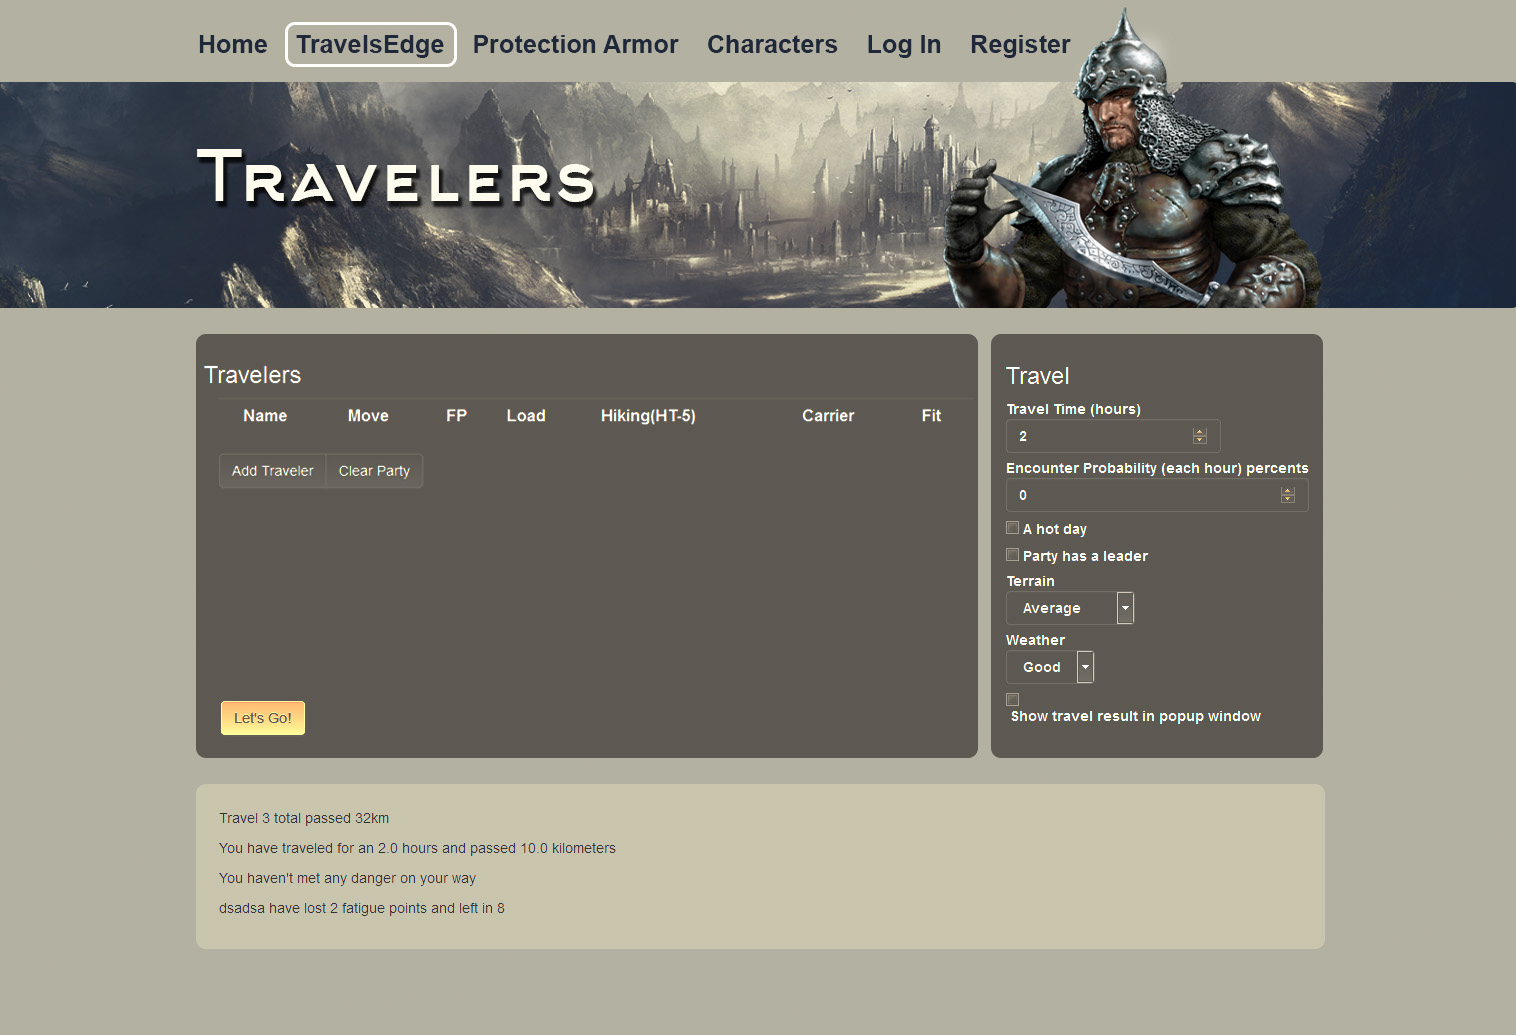 Home TravelsEdge Protection Armor Characters Log In Register
Travelers
Travelers
Name Move FP Load Hiking(HT-5) Carrier Fit
Add Traveler Clear Party
Let's Go!
Travel
Travel Time (hours)
2
Encounter Probability (each hour) percents
0
A hot day
Party has a leader
Terrain
Average
Weather
Good
Show travel result in popup window
Travel 3 total passed 32km
You have traveled for an 2.0 hours and passed 10.0 kilometers
You haven't met any danger on your way
dsadsa have lost 2 fatigue points and left in 8